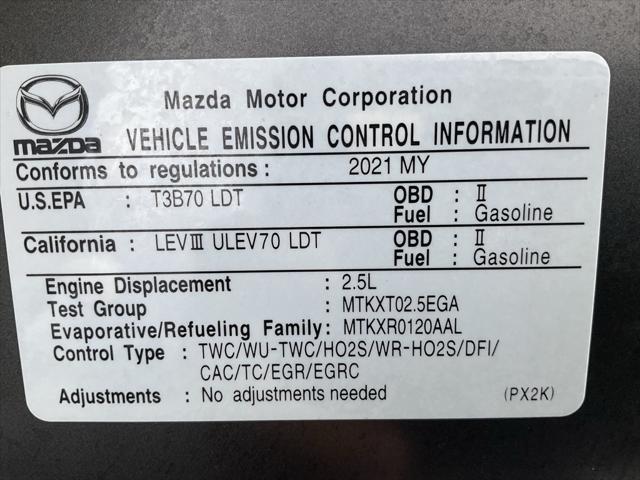 Mazda Motor Corporation
mazda VEHICLE EMISSION CONTROL INFORMATION
Conforms to regulations : 2021 MY
U.S.EPA : T3B70 LDT OBD : Ⅱ
Fuel : Gasoline
California : LEVⅢ ULEV70 LDT OBD : Ⅱ
Fuel : Gasoline
Engine Displacement : 2.5L
Test Group : MTKXT02.5EGA
Evaporative/Refueling Family: MTKXR0120AAL
Control Type : TWC/WU-TWC/HO2S/WR-HO2S/DFI/
CAC/TC/EGR/EGRC
Adjustments : No adjustments needed (PX2K)